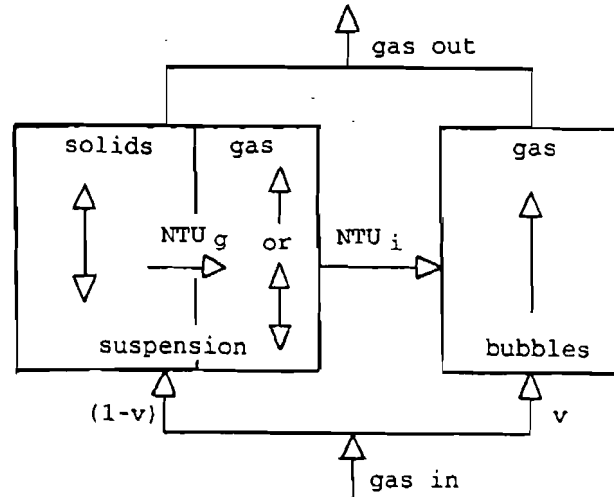 gas out
solids gas gas
NTU g or NTU i
suspension bubbles
(1-v) v
gas in